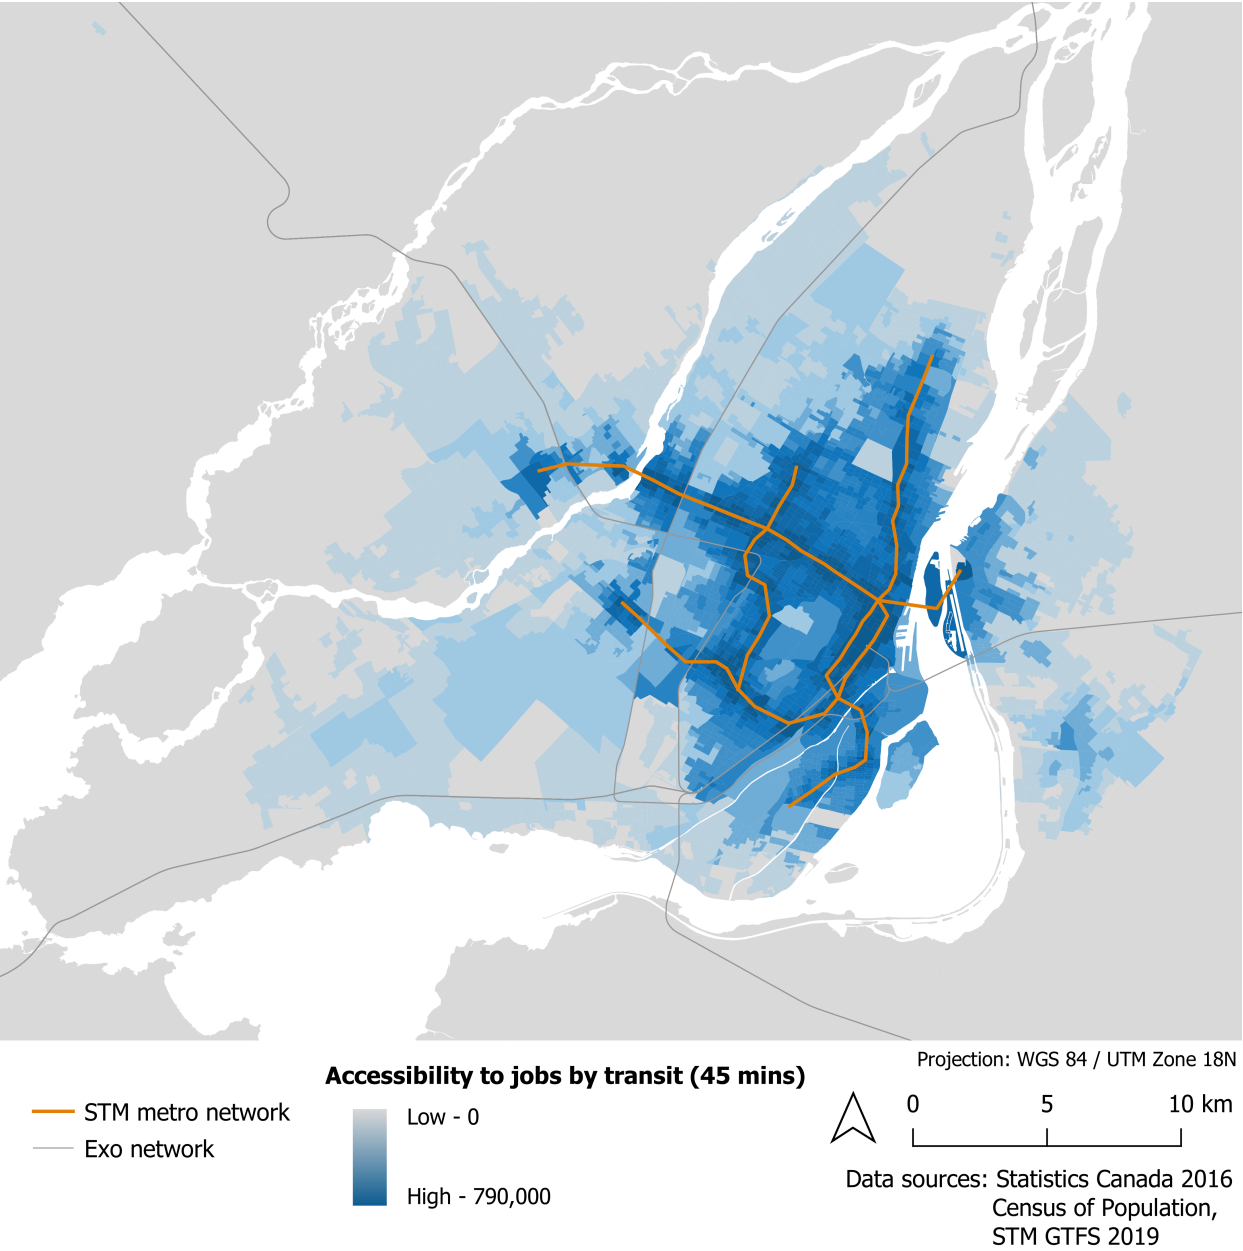 Projection: WGS 84 / UTM Zone 18N
Accessibility to jobs by transit (45 mins)
STM metro network
Exo network
Low - 0
High - 790,000
0 5 10 km
Data sources: Statistics Canada 2016
Census of Population,
STM GTFS 2019